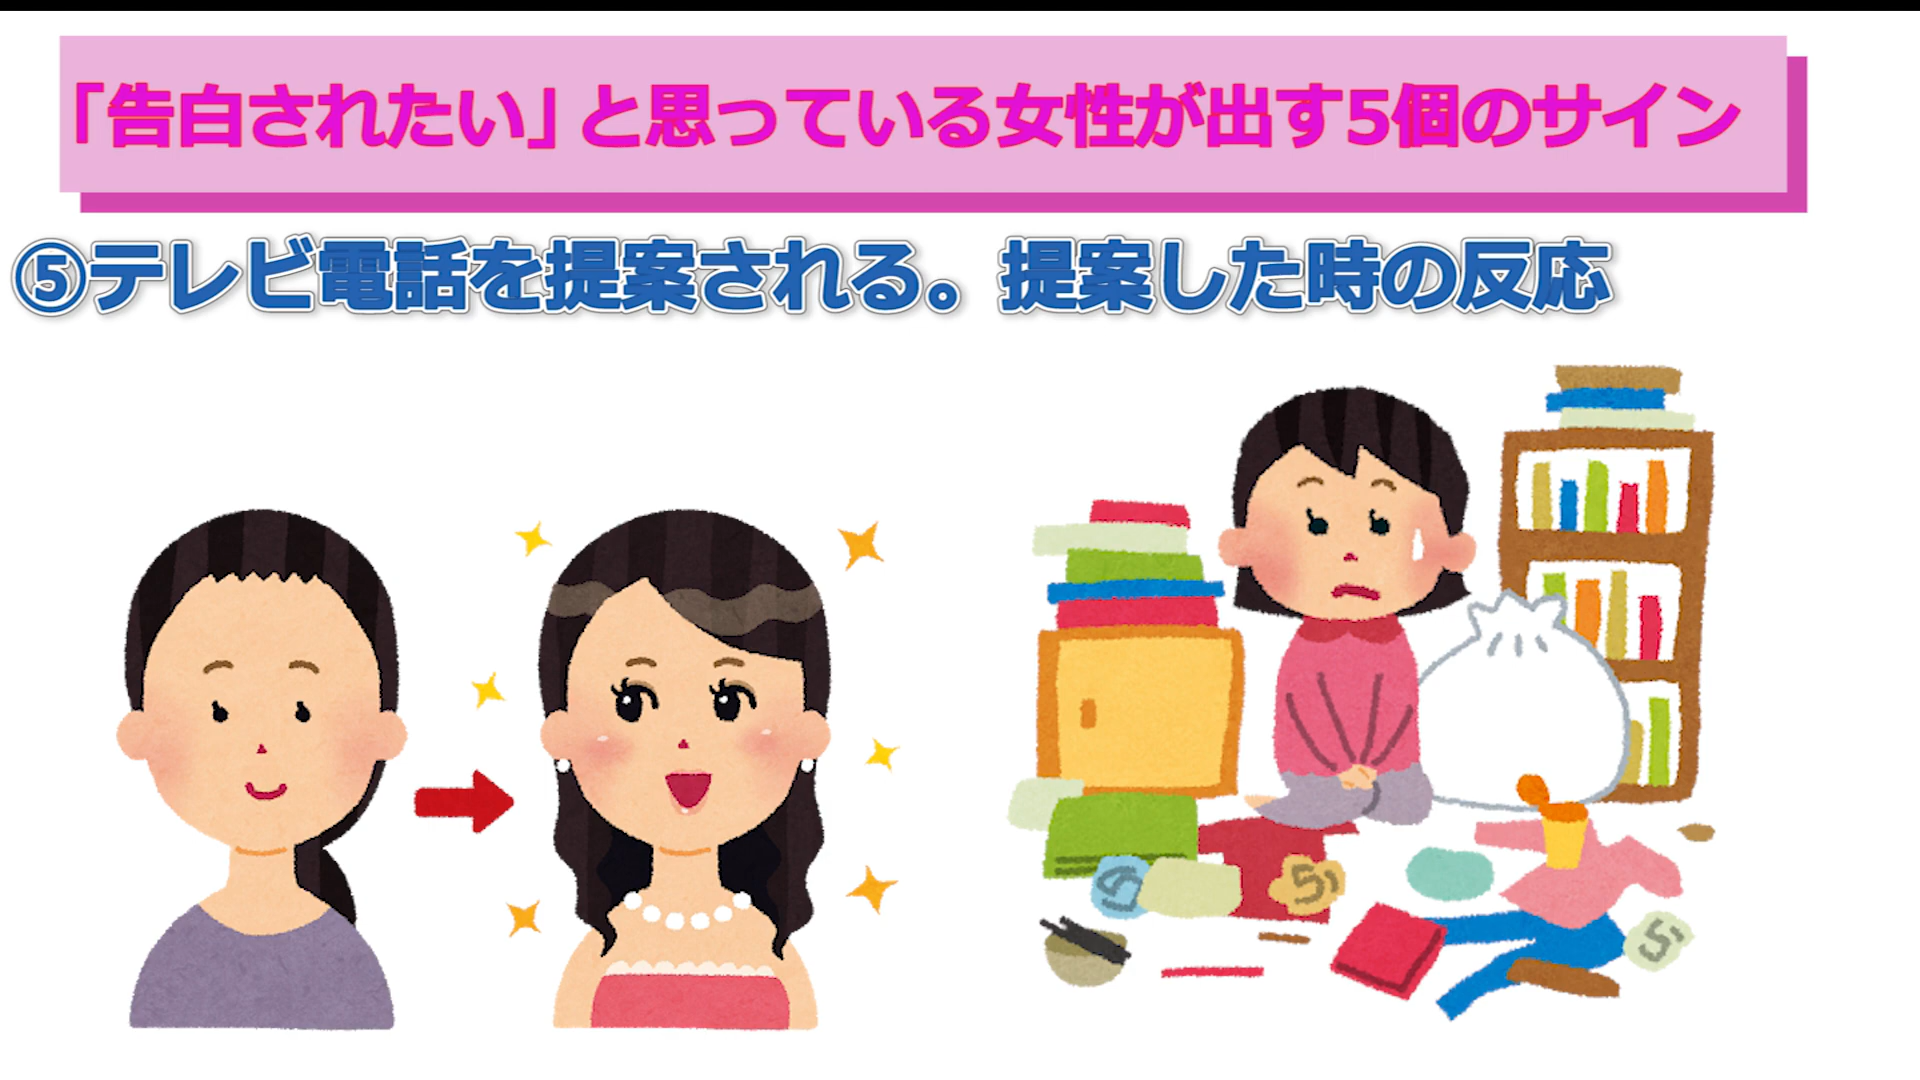 「告白されたい」と思っている女性が出す5個のサイン
⑤テレビ電話を提案される。提案した時の反応